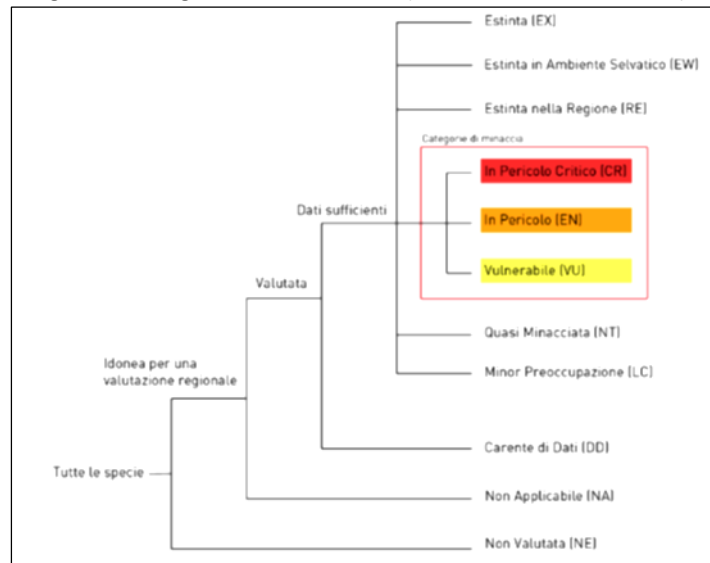 Estinta (EX)
Estinta in Ambiente Selvatico (EW)
Estinta nella Regione (RE)
Categorie di minaccia
In Pericolo Critico (CR)
Dati sufficienti
In Pericolo (EN)
Vulnerabile (VU)
Valutata
Quasi Minacciata (NT)
Idonea per una
valutazione regionale
Minor Preoccupazione (LC)
Carente di Dati (DD)
Tutte le specie
Non Applicabile (NA)
Non Valutata (NE)